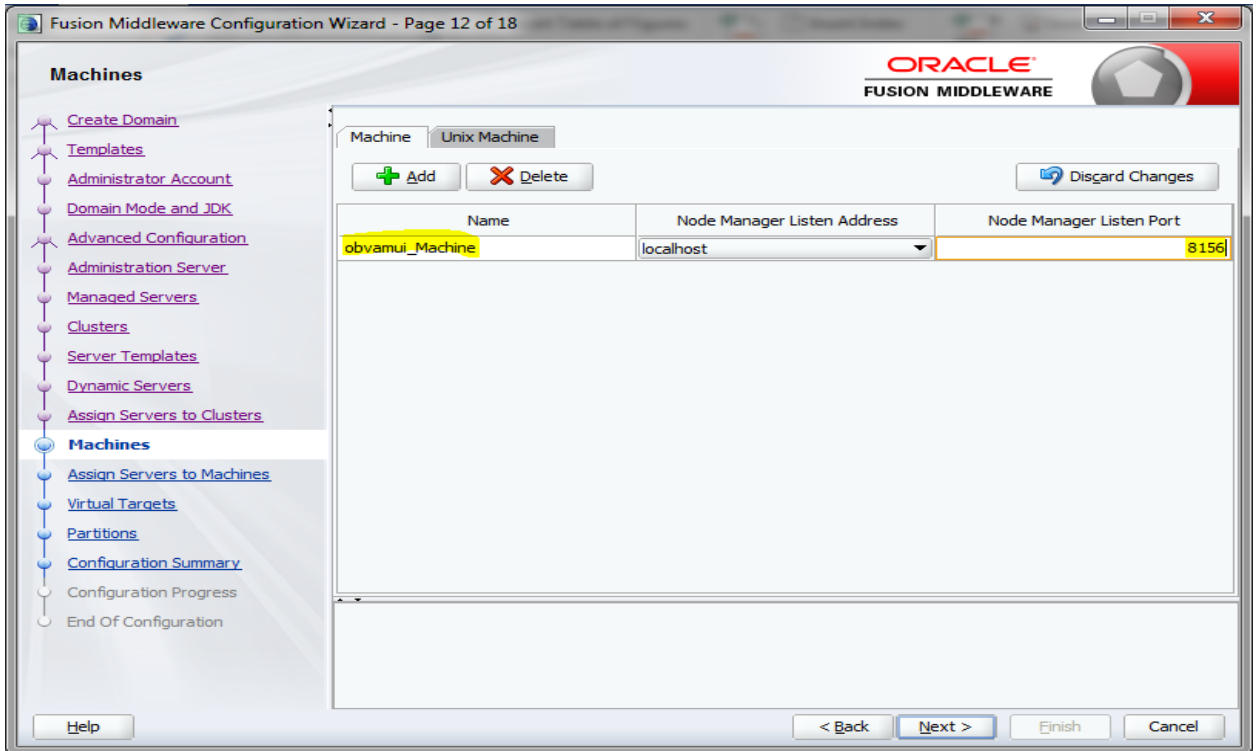 Fusion Middleware Configuration Wizard - Page 12 of 18
Machines
ORACLE
FUSION MIDDLEWARE
Create Domain
Templates
Administrator Account
Domain Mode and JDK
Advanced Configuration
Administration Server
Managed Servers
Clusters
Server Templates
Dynamic Servers
Assign Servers to Clusters
Machines
Assign Servers to Machines
Virtual Targets
Partitions
Configuration Summary
Configuration Progress
End Of Configuration
Machine Unix Machine
Add Delete Discard Changes
Name Node Manager Listen Address Node Manager Listen Port
obvamui_Machine localhost 8156
Help < Back Next > Finish Cancel